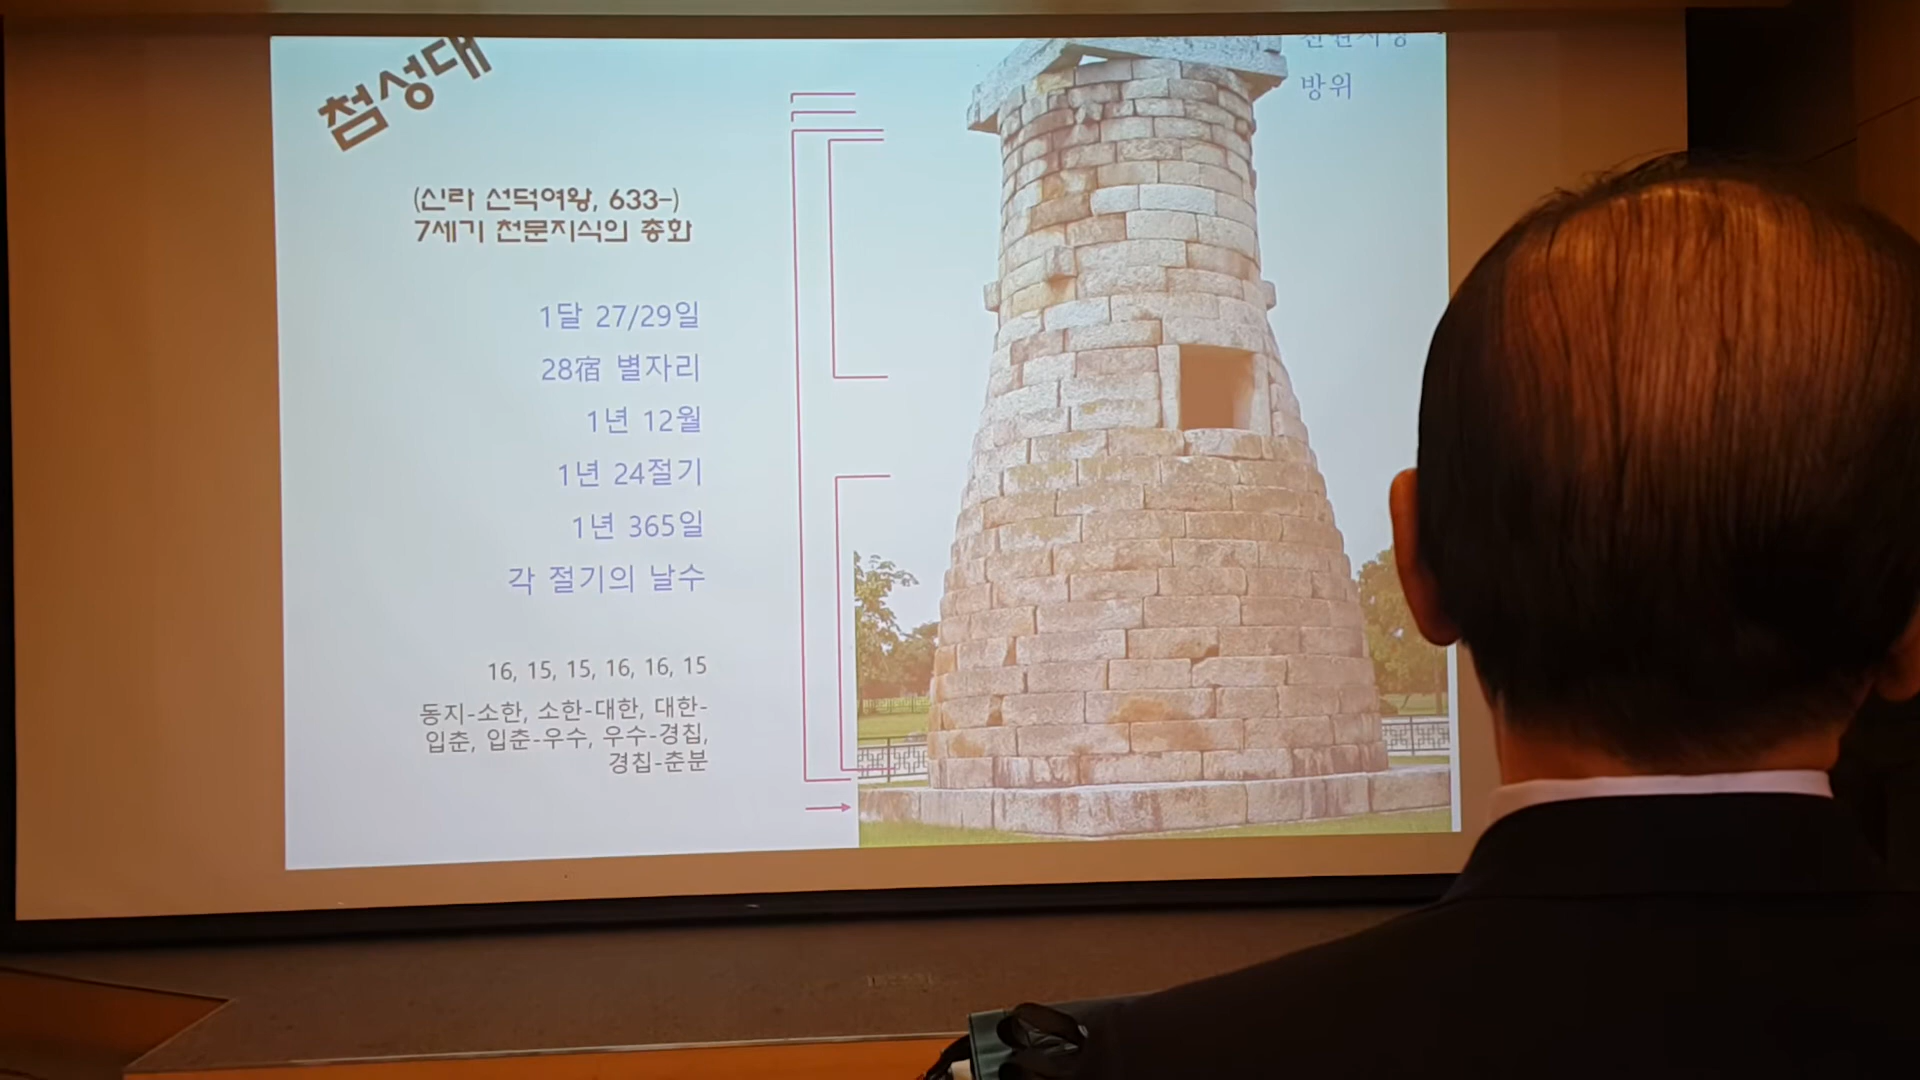 첨성대
방위
(신라 선덕여왕, 633-)
7세기 천문지식의 총화
1달 27/29일
28宿 별자리
1년 12월
1년 24절기
1년 365일
각 절기의 날수
16, 15, 15, 16, 16, 15
동지-소한, 소한-대한, 대한-
입춘, 입춘-우수, 우수-경칩,
경칩-춘분